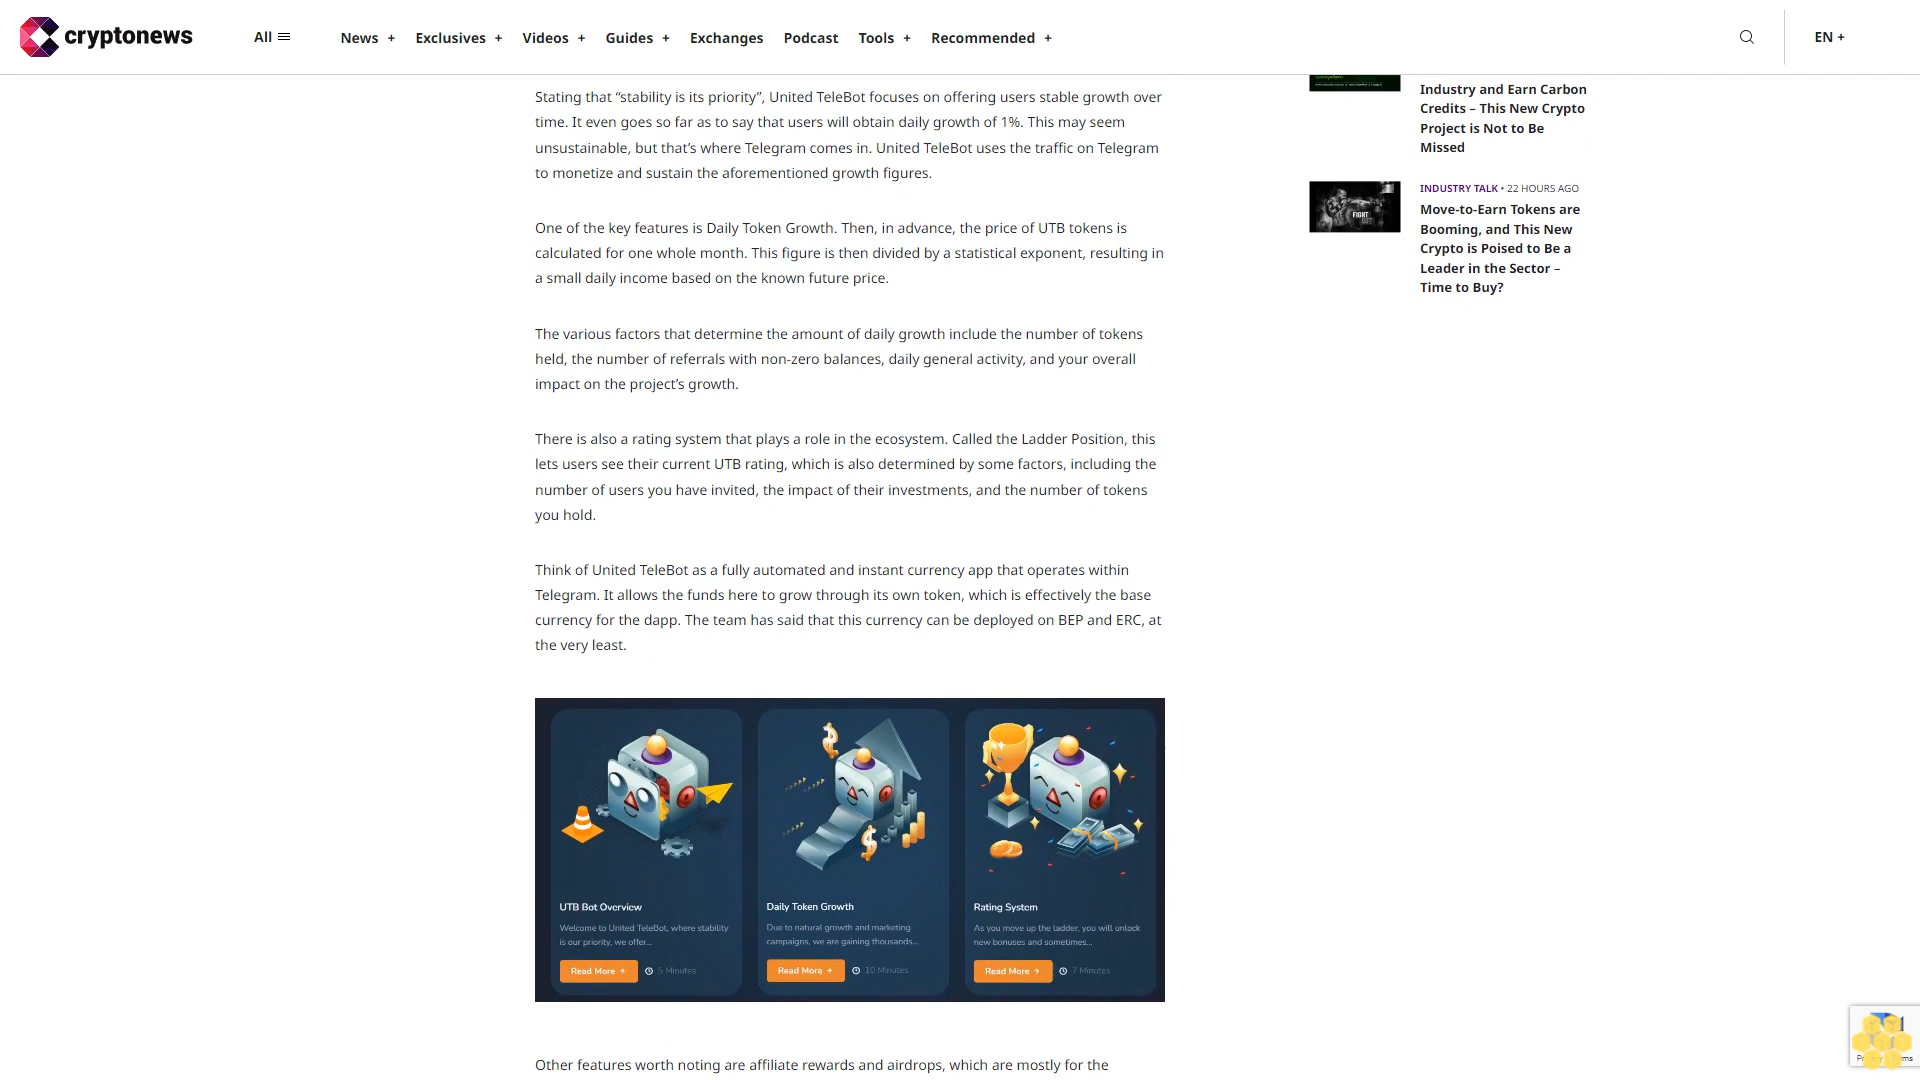 cryptonews
All
News +
Exclusives +
Videos +
Guides +
Exchanges
Podcast
Tools +
Recommended +
EN +
Stating that “stability is its priority”, United TeleBot focuses on offering users stable growth over
time. It even goes so far as to say that users will obtain daily growth of 1%. This may seem
unsustainable, but that’s where Telegram comes in. United TeleBot uses the traffic on Telegram
to monetize and sustain the aforementioned growth figures.
One of the key features is Daily Token Growth. Then, in advance, the price of UTB tokens is
calculated for one whole month. This figure is then divided by a statistical exponent, resulting in
a small daily income based on the known future price.
The various factors that determine the amount of daily growth include the number of tokens
held, the number of referrals with non-zero balances, daily general activity, and your overall
impact on the project’s growth.
There is also a rating system that plays a role in the ecosystem. Called the Ladder Position, this
lets users see their current UTB rating, which is also determined by some factors, including the
number of users you have invited, the impact of their investments, and the number of tokens
you hold.
Think of United TeleBot as a fully automated and instant currency app that operates within
Telegram. It allows the funds here to grow through its own token, which is effectively the base
currency for the dapp. The team has said that this currency can be deployed on BEP and ERC, at
the very least.
UTB Bot Overview
Welcome to United TeleBot, where stability
is our priority, we offer...
Read More →
5 Minutes
Daily Token Growth
Due to natural growth and marketing
campaigns, we are gaining thousands...
Read More →
10 Minutes
Rating System
As you move up the ladder, you will unlock
new bonuses and sometimes...
Read More →
7 Minutes
Other features worth noting are affiliate rewards and airdrops, which are mostly for the
Industry and Earn Carbon
Credits – This New Crypto
Project is Not to Be
Missed
FIGHT
INDUSTRY TALK • 22 HOURS AGO
Move-to-Earn Tokens are
Booming, and This New
Crypto is Poised to Be a
Leader in the Sector –
Time to Buy?